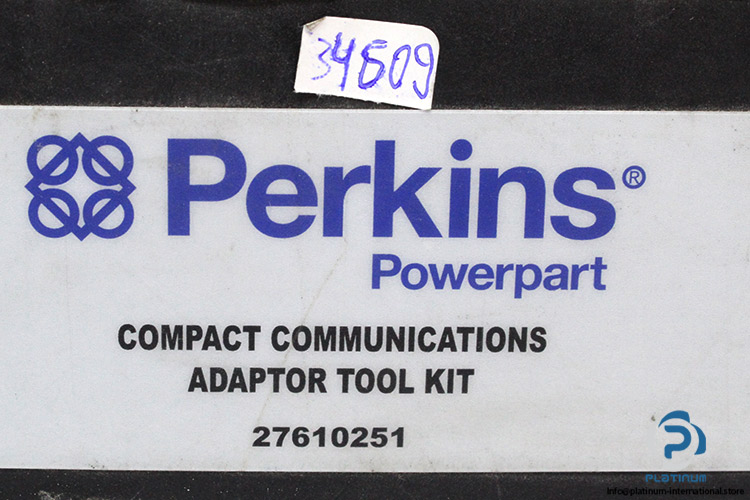 34509
Perkins®
Powerpart
COMPACT COMMUNICATIONS
ADAPTOR TOOL KIT
27610251
PLATINUM
Info@platinum-international.store